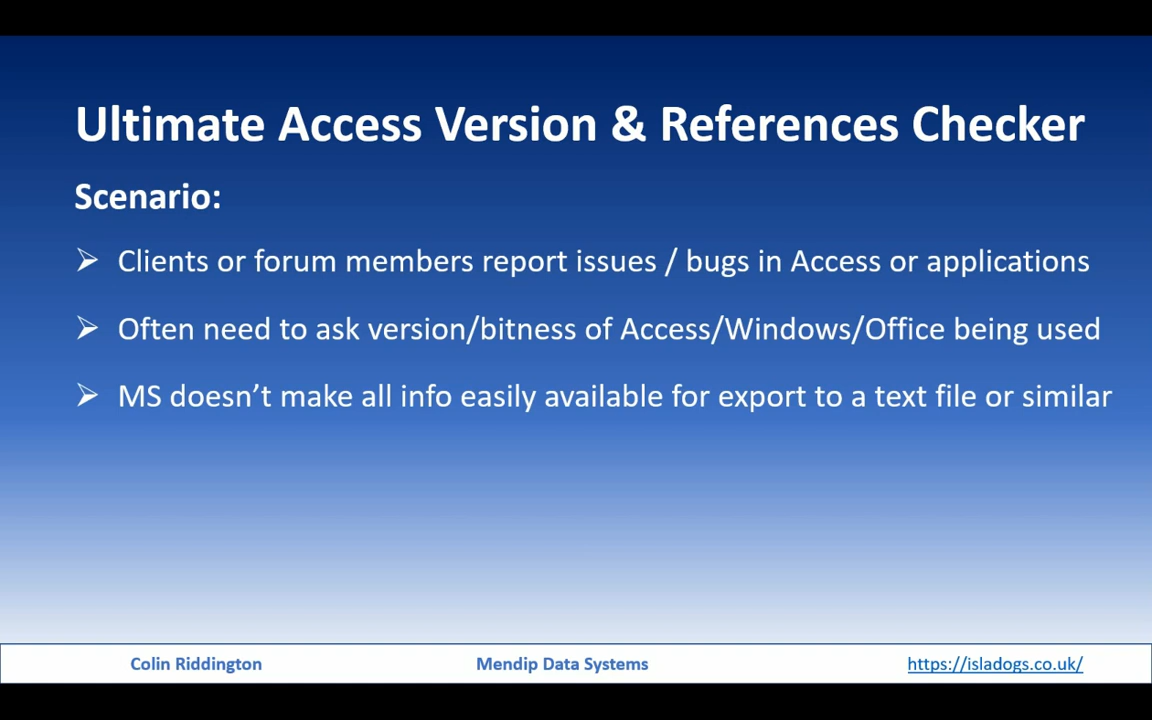 Ultimate Access Version & References Checker
Scenario:
➢ Clients or forum members report issues / bugs in Access or applications
➢ Often need to ask version/bitness of Access/Windows/Office being used
➢ MS doesn’t make all info easily available for export to a text file or similar
Colin Riddington Mendip Data Systems https://isladogs.co.uk/